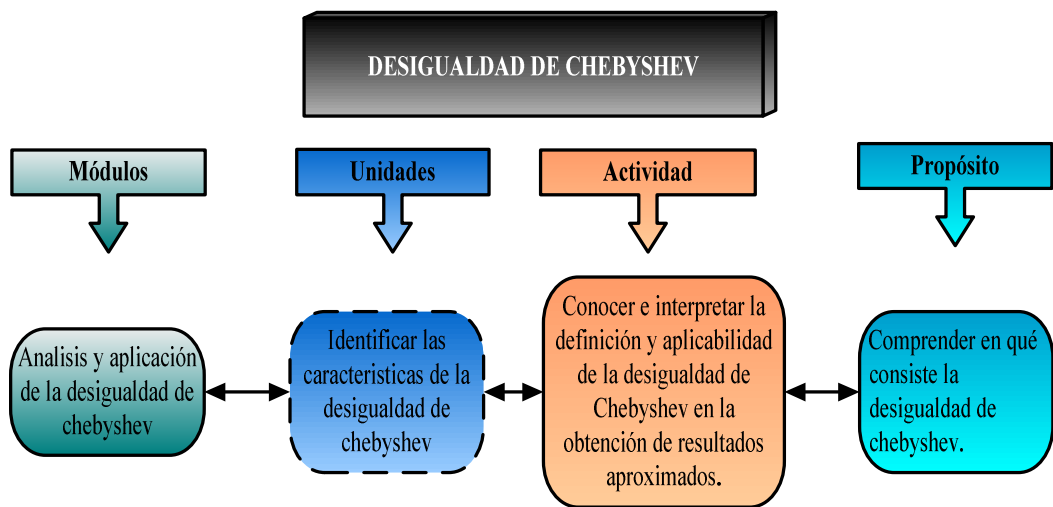 DESIGUALDAD DE CHEBYSHEV
Módulos
Unidades
Actividad
Propósito
Analisis y aplicación
de la desigualdad de
chebyshev
Identificar las
caracteristicas de la
desigualdad de
chebyshev
Conocer e interpretar la
definición y aplicabilidad
de la desigualdad de
Chebyshev en la
obtención de resultados
aproximados.
Comprender en qué
consiste la
desigualdad de
chebyshev.